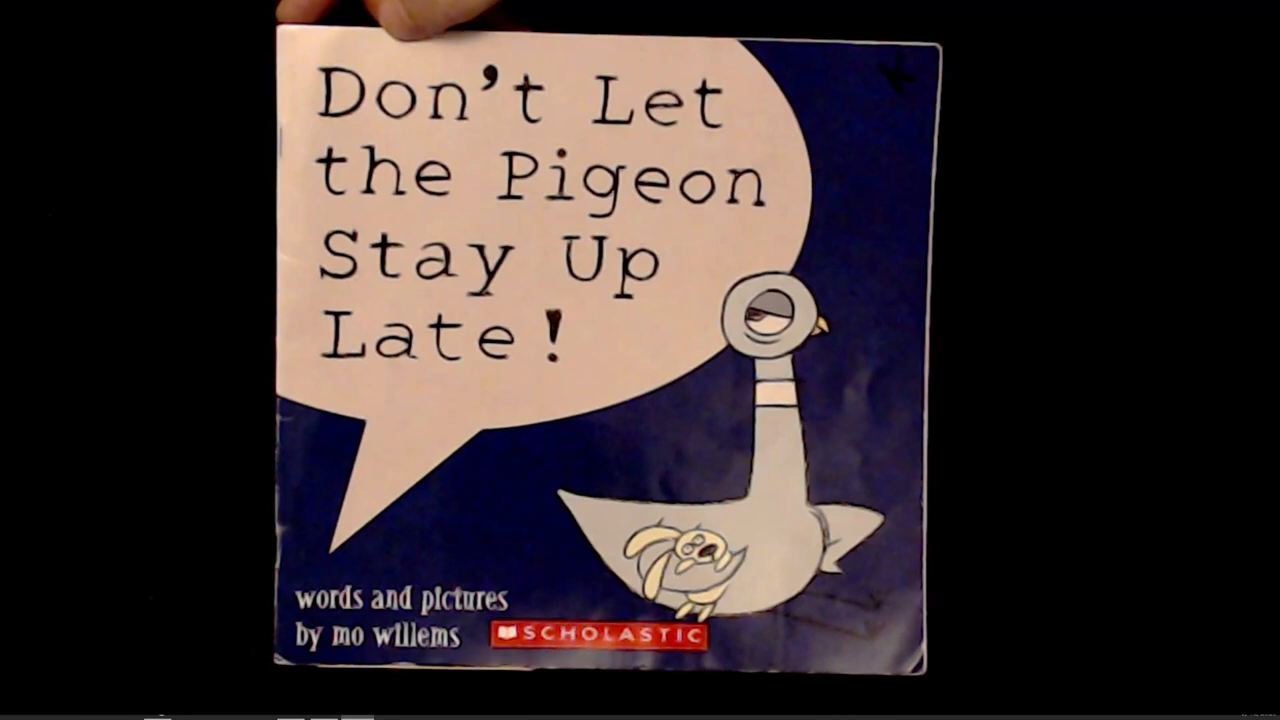 Don't Let
the Pigeon
Stay Up
Late!
words and pictures
by mo willems
SCHOLASTIC
K